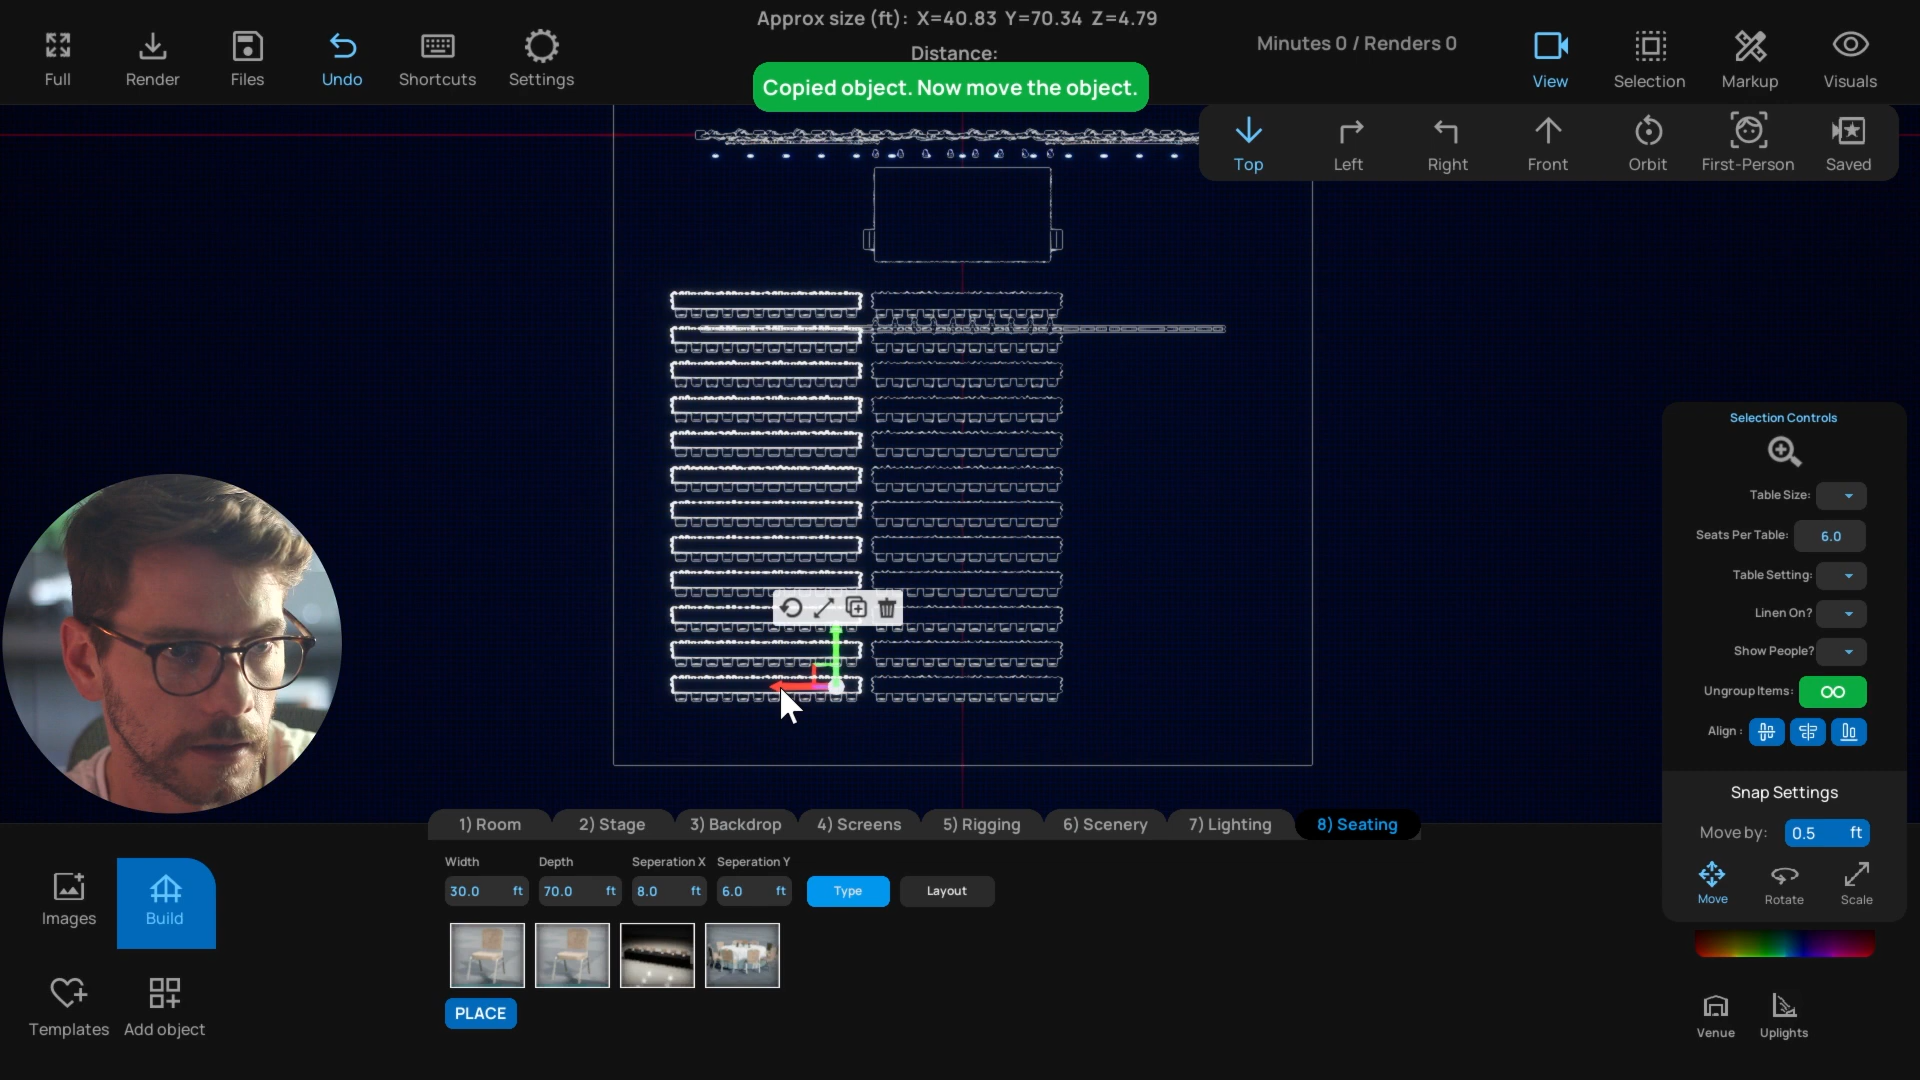 Approx size (ft): X=40.83 Y=70.34 Z=4.79
Distance:
Minutes 0 / Renders 0
Full
Render
Files
Undo
Shortcuts
Settings
View
Selection
Markup
Visuals
Copied object. Now move the object.
Top
Left
Right
Front
Orbit
First-Person
Saved
Selection Controls
Table Size:
Seats Per Table: 6.0
Table Setting:
Linen On?
Show People?
Ungroup Items:
Align :
Snap Settings
Move by: 0.5 ft
Move
Rotate
Scale
Venue
Uplights
1) Room
2) Stage
3) Backdrop
4) Screens
5) Rigging
6) Scenery
7) Lighting
8) Seating
Width
Depth
Seperation X
Seperation Y
30.0 ft
70.0 ft
8.0 ft
6.0 ft
Type
Layout
PLACE
Images
Build
Templates
Add object